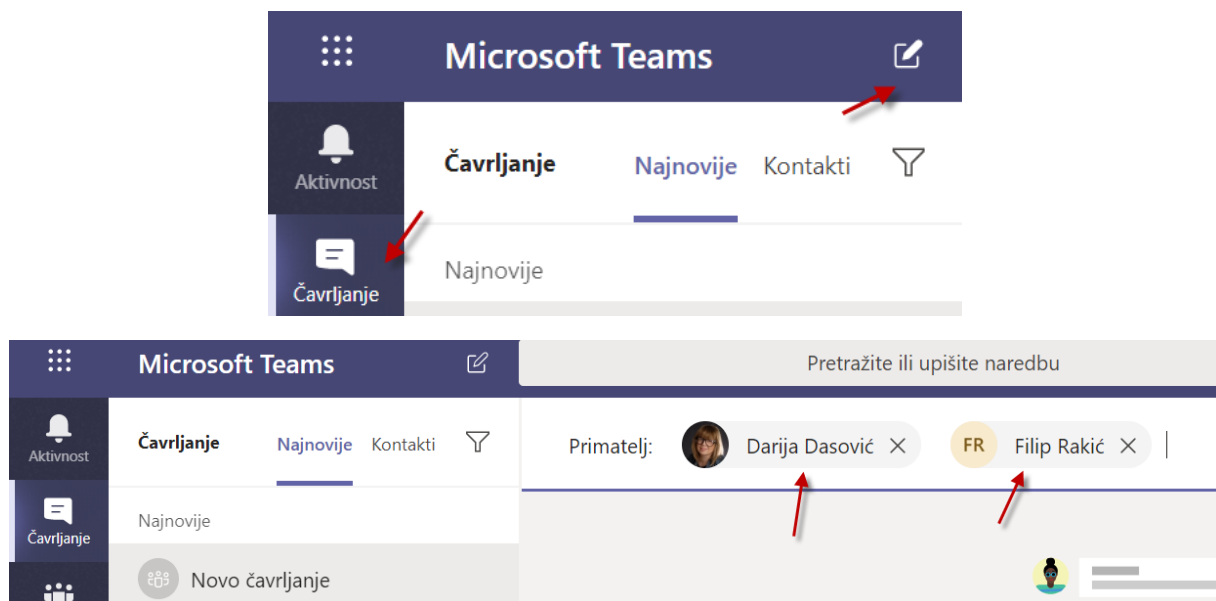 Microsoft Teams
Aktivnost
Čavrljanje Najnovije Kontakti
Čavrljanje
Najnovije
Microsoft Teams Pretražite ili upišite naredbu
Aktivnost
Čavrljanje Najnovije Kontakti
Primatelj: Darija Dasović FR Filip Rakić
Čavrljanje
Najnovije
Novo čavrljanje